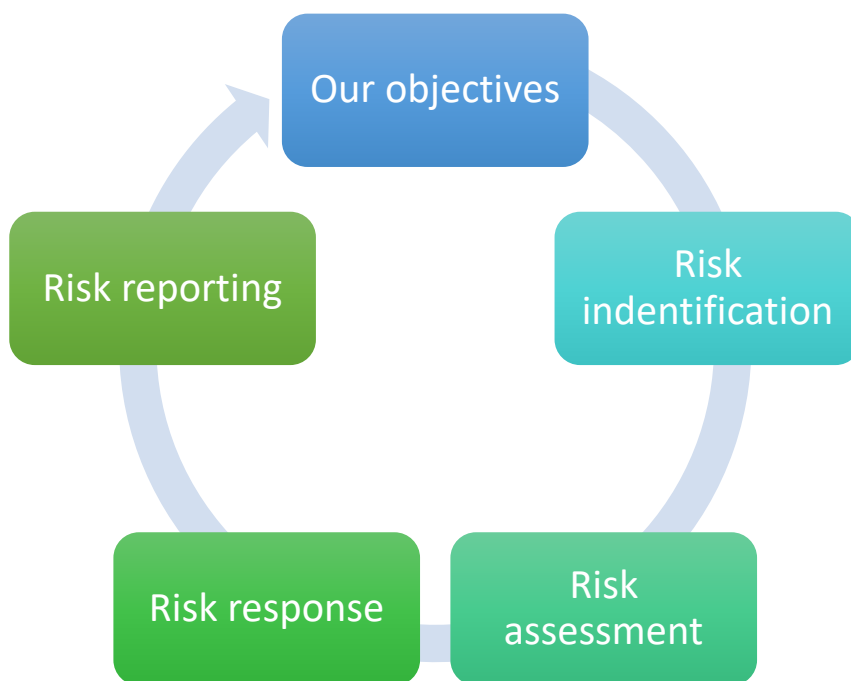 Our objectives
Risk
indentification
Risk
assessment
Risk response
Risk reporting